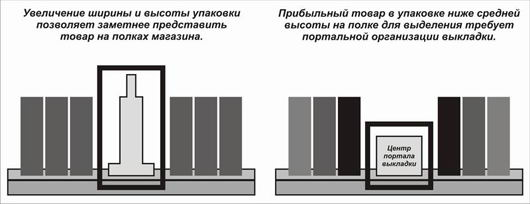 Увеличение ширины и высоты упаковки
позволяет заметнее представить
товар на полках магазина.
Прибыльный товар в упаковке ниже средней
высоты на полке для выделения требует
портальной организации выкладки.
Центр
портала
выкладки